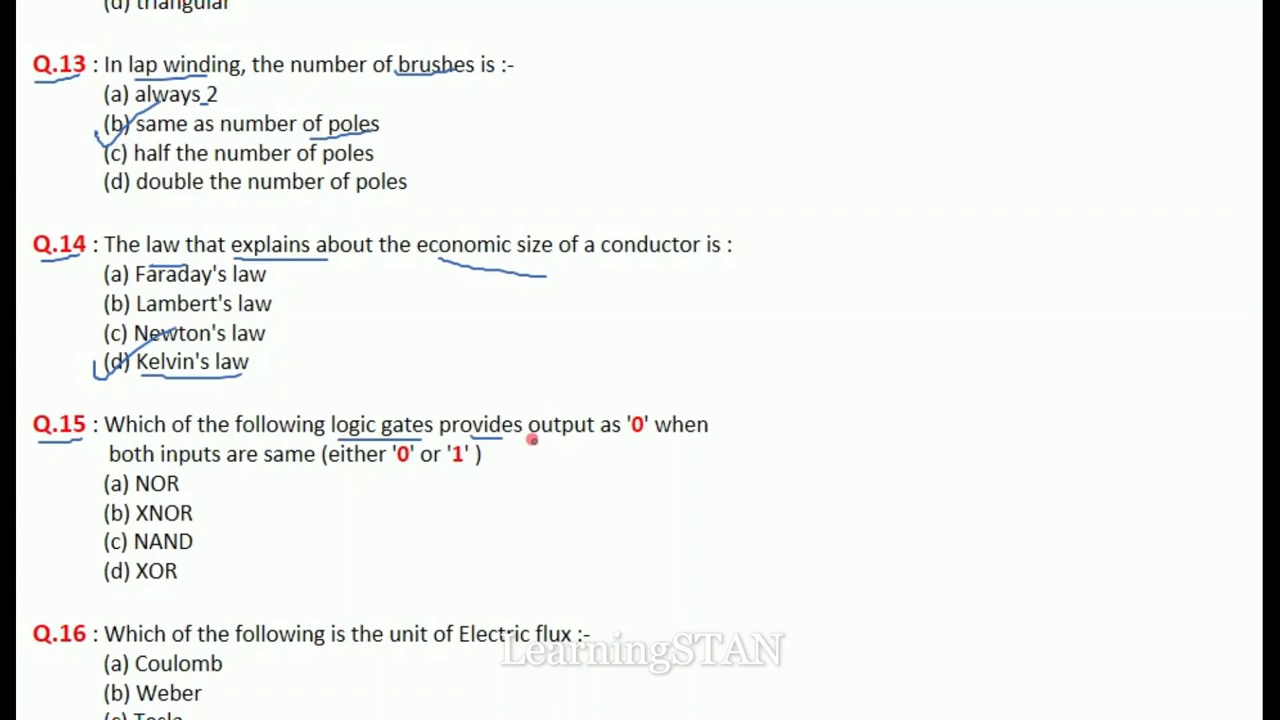 (d) triangular
Q.13 : In lap winding, the number of brushes is :-
(a) always 2
(b) same as number of poles
(c) half the number of poles
(d) double the number of poles
Q.14 : The law that explains about the economic size of a conductor is :
(a) Faraday's law
(b) Lambert's law
(c) Newton's law
(d) Kelvin's law
Q.15 : Which of the following logic gates provides output as '0' when
both inputs are same (either '0' or '1' )
(a) NOR
(b) XNOR
(c) NAND
(d) XOR
Q.16 : Which of the following is the unit of Electric flux :-
LearningSTAN
(a) Coulomb
(b) Weber
(c) Tesla